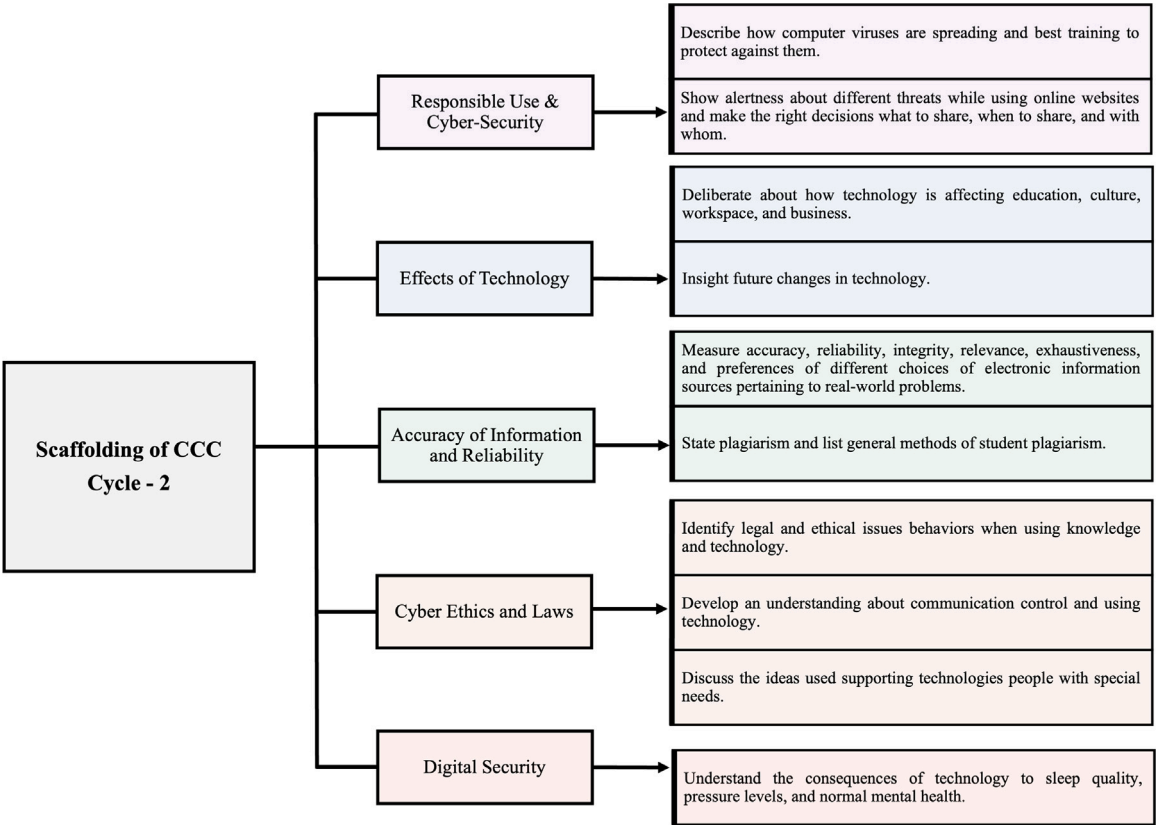 Scaffolding of CCC
Cycle - 2
Responsible Use &
Cyber-Security
Describe how computer viruses are spreading and best training to
protect against them.
Show alertness about different threats while using online websites
and make the right decisions what to share, when to share, and with
whom.
Effects of Technology
Deliberate about how technology is affecting education, culture,
workspace, and business.
Insight future changes in technology.
Accuracy of Information
and Reliability
Measure accuracy, reliability, integrity, relevance, exhaustiveness,
and preferences of different choices of electronic information
sources pertaining to real-world problems.
State plagiarism and list general methods of student plagiarism.
Cyber Ethics and Laws
Identify legal and ethical issues behaviors when using knowledge
and technology.
Develop an understanding about communication control and using
technology.
Discuss the ideas used supporting technologies people with special
needs.
Digital Security
Understand the consequences of technology to sleep quality,
pressure levels, and normal mental health.